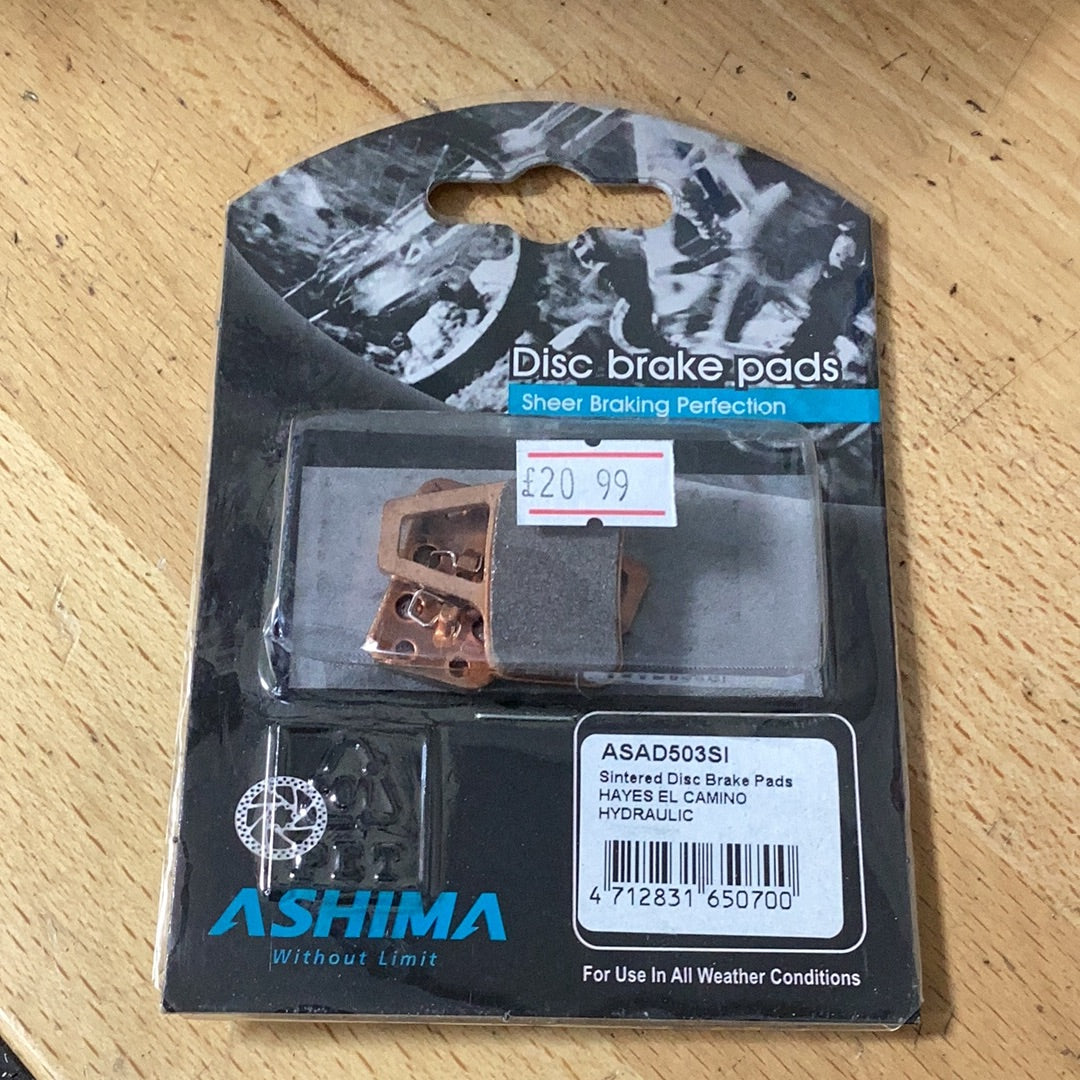 Disc brake pads
Sheer Braking Perfection
£20 99
ASAD503SI
Sintered Disc Brake Pads
HAYES EL CAMINO
HYDRAULIC
4 712831 650700
ASHIMA
Without Limit
For Use In All Weather Conditions